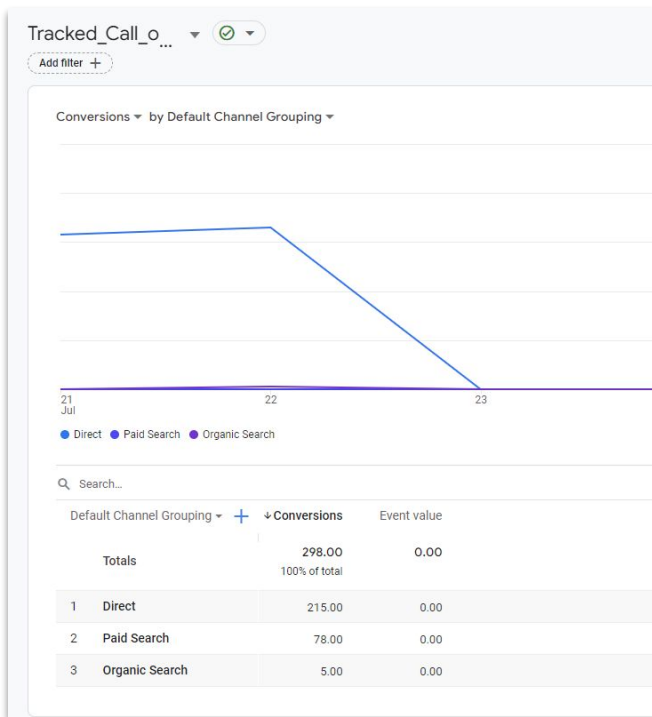 Tracked_Call_o...
Add filter +
Conversions by Default Channel Grouping
21 22 23
Jul
Direct Paid Search Organic Search
Search...
Default Channel Grouping + ↓ Conversions Event value
Totals 298.00 0.00
100% of total
1 Direct 215.00 0.00
2 Paid Search 78.00 0.00
3 Organic Search 5.00 0.00